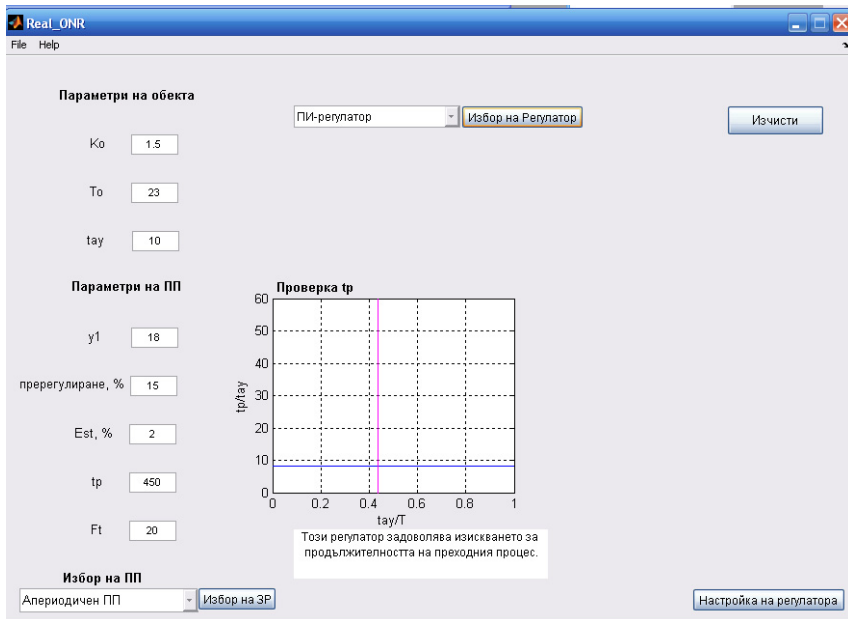 Real_ONR
File Help
Параметри на обекта
ПИ-регулатор
Избор на Регулатор
Изчисти
Ko 1.5
To 23
tay 10
Параметри на ПП
y1 18
пререгулиране, % 15
Est, % 2
tp 450
Ft 20
Избор на ПП
Апериодичен ПП
Избор на ЗР
Проверка tp
60
50
40
30
20
10
0
tp/tay
0 0.2 0.4 0.6 0.8 1
tay/T
Този регулатор задоволява изискването за
продължителността на преходния процес.
Настройка на регулатора